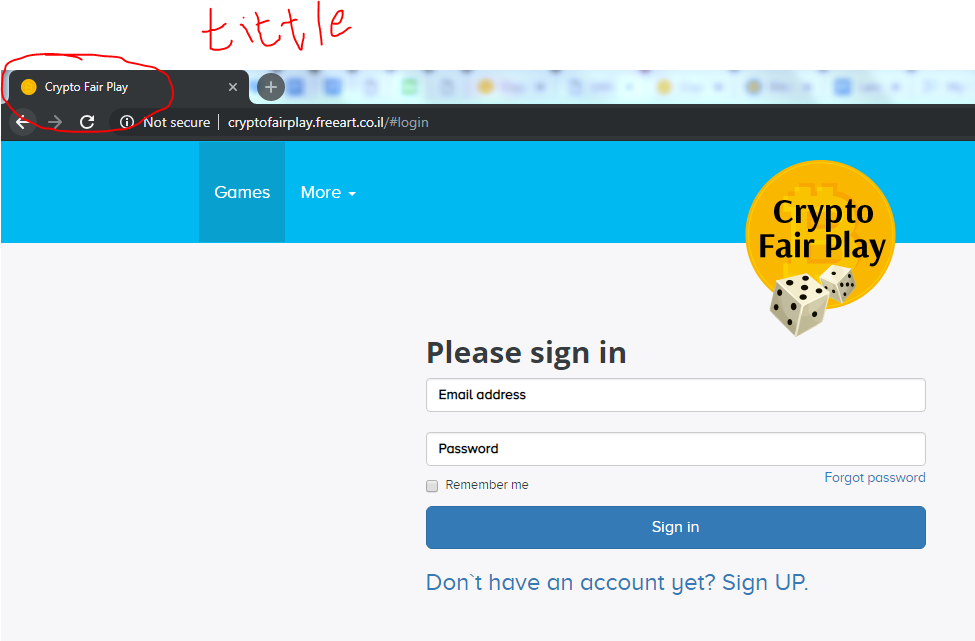 tittle
Crypto Fair Play
Not secure cryptofairplay.freeart.co.il/#login
Games More
Crypto
Fair Play
Please sign in
Email address
Password
Remember me
Forgot password
Sign in
Don`t have an account yet? Sign UP.